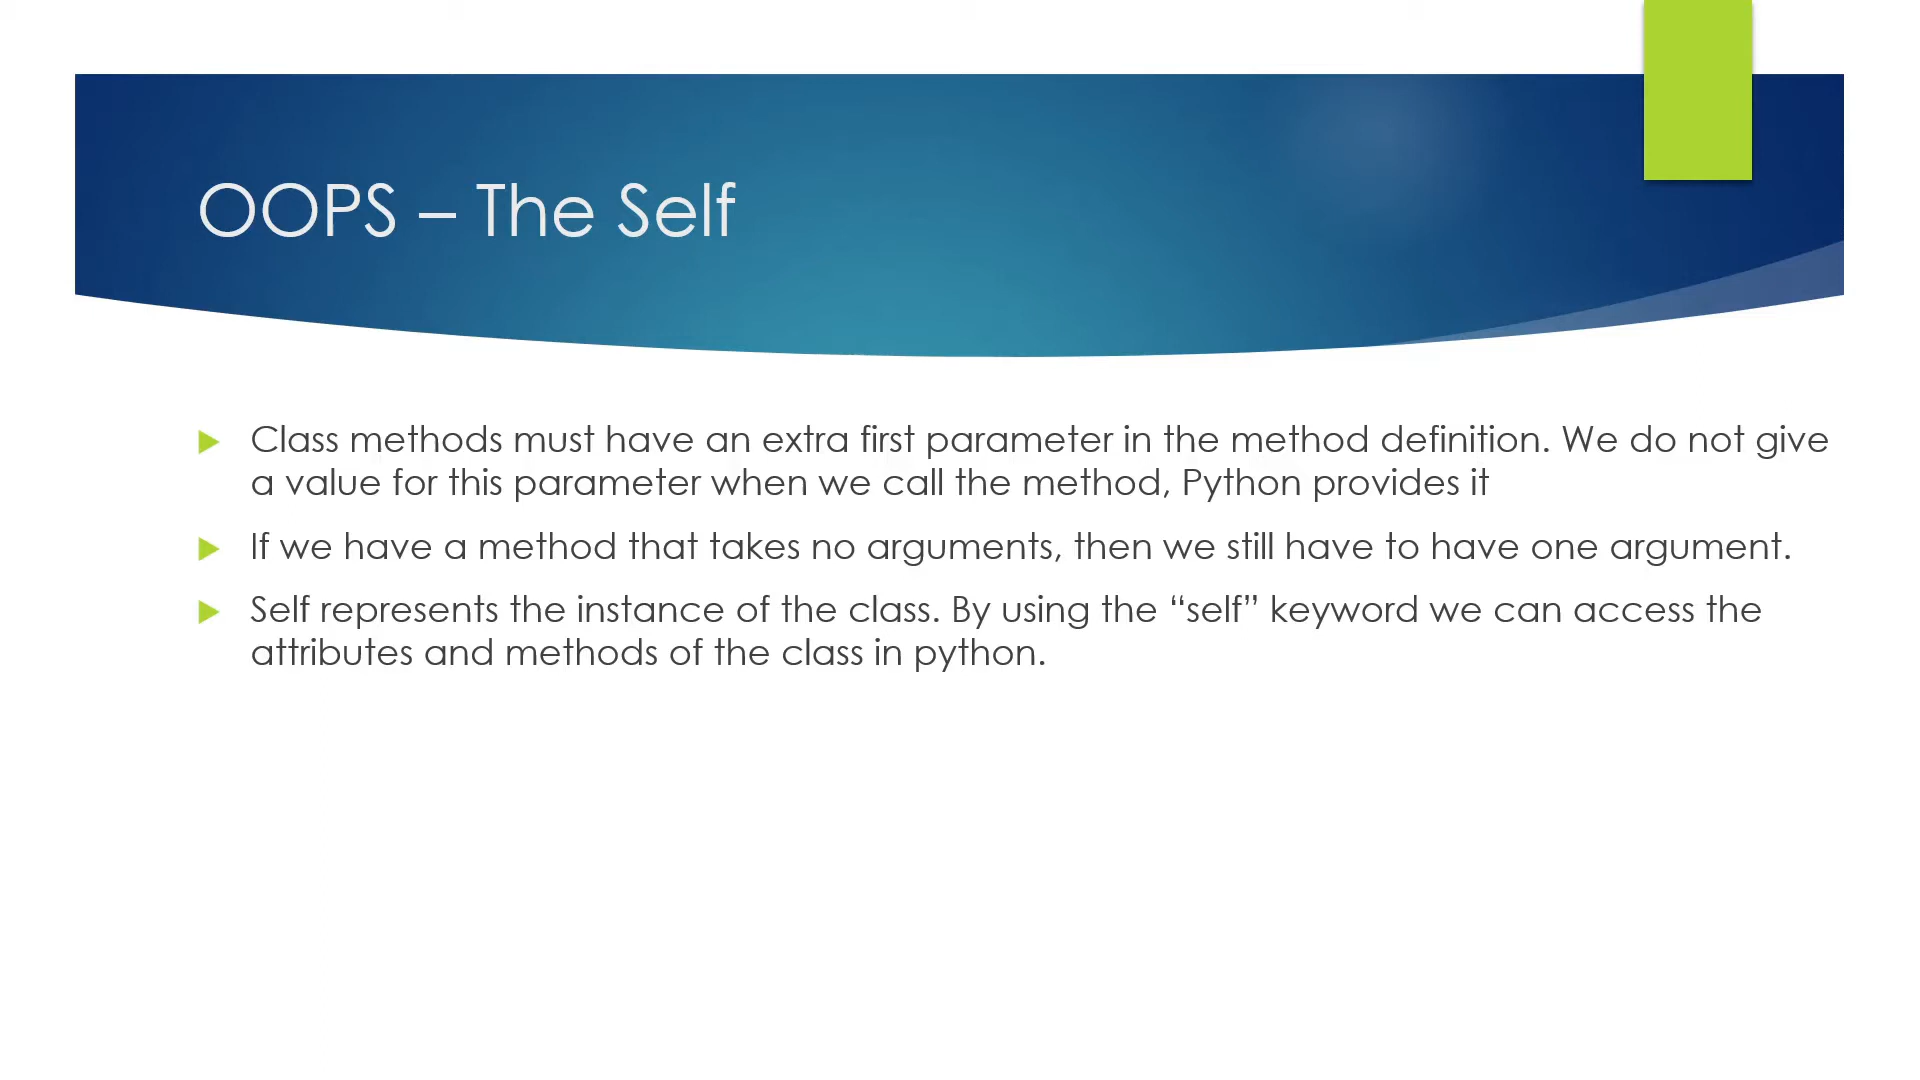 OOPS – The Self
Class methods must have an extra first parameter in the method definition. We do not give
a value for this parameter when we call the method, Python provides it
If we have a method that takes no arguments, then we still have to have one argument.
Self represents the instance of the class. By using the “self” keyword we can access the
attributes and methods of the class in python.